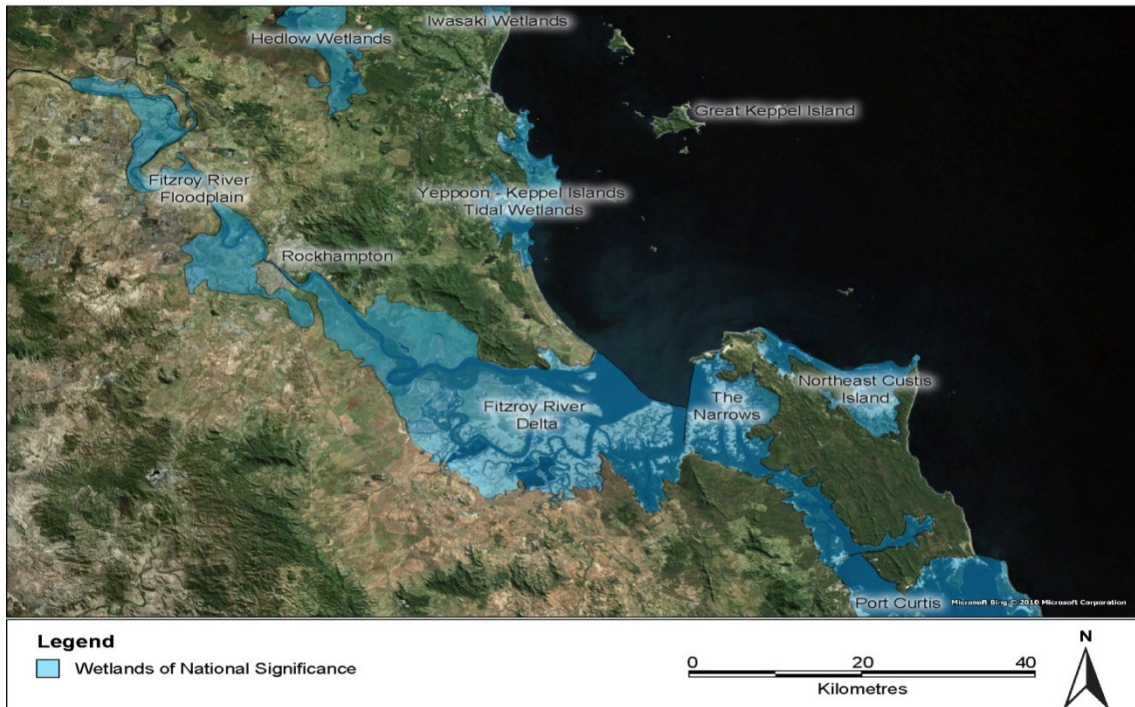 Iwasaki Wetlands
Hedlow Wetlands
Great Keppel Island
Fitzroy River
Floodplain
Yeppoon - Keppel Islands
Tidal Wetlands
Rockhampton
Northeast Custis
Island
The
Narrows
Fitzroy River
Delta
Port Curtis
Microsoft Bing © 2010 Microsoft Corporation
Legend
Wetlands of National Significance
0 20 40
Kilometres
N